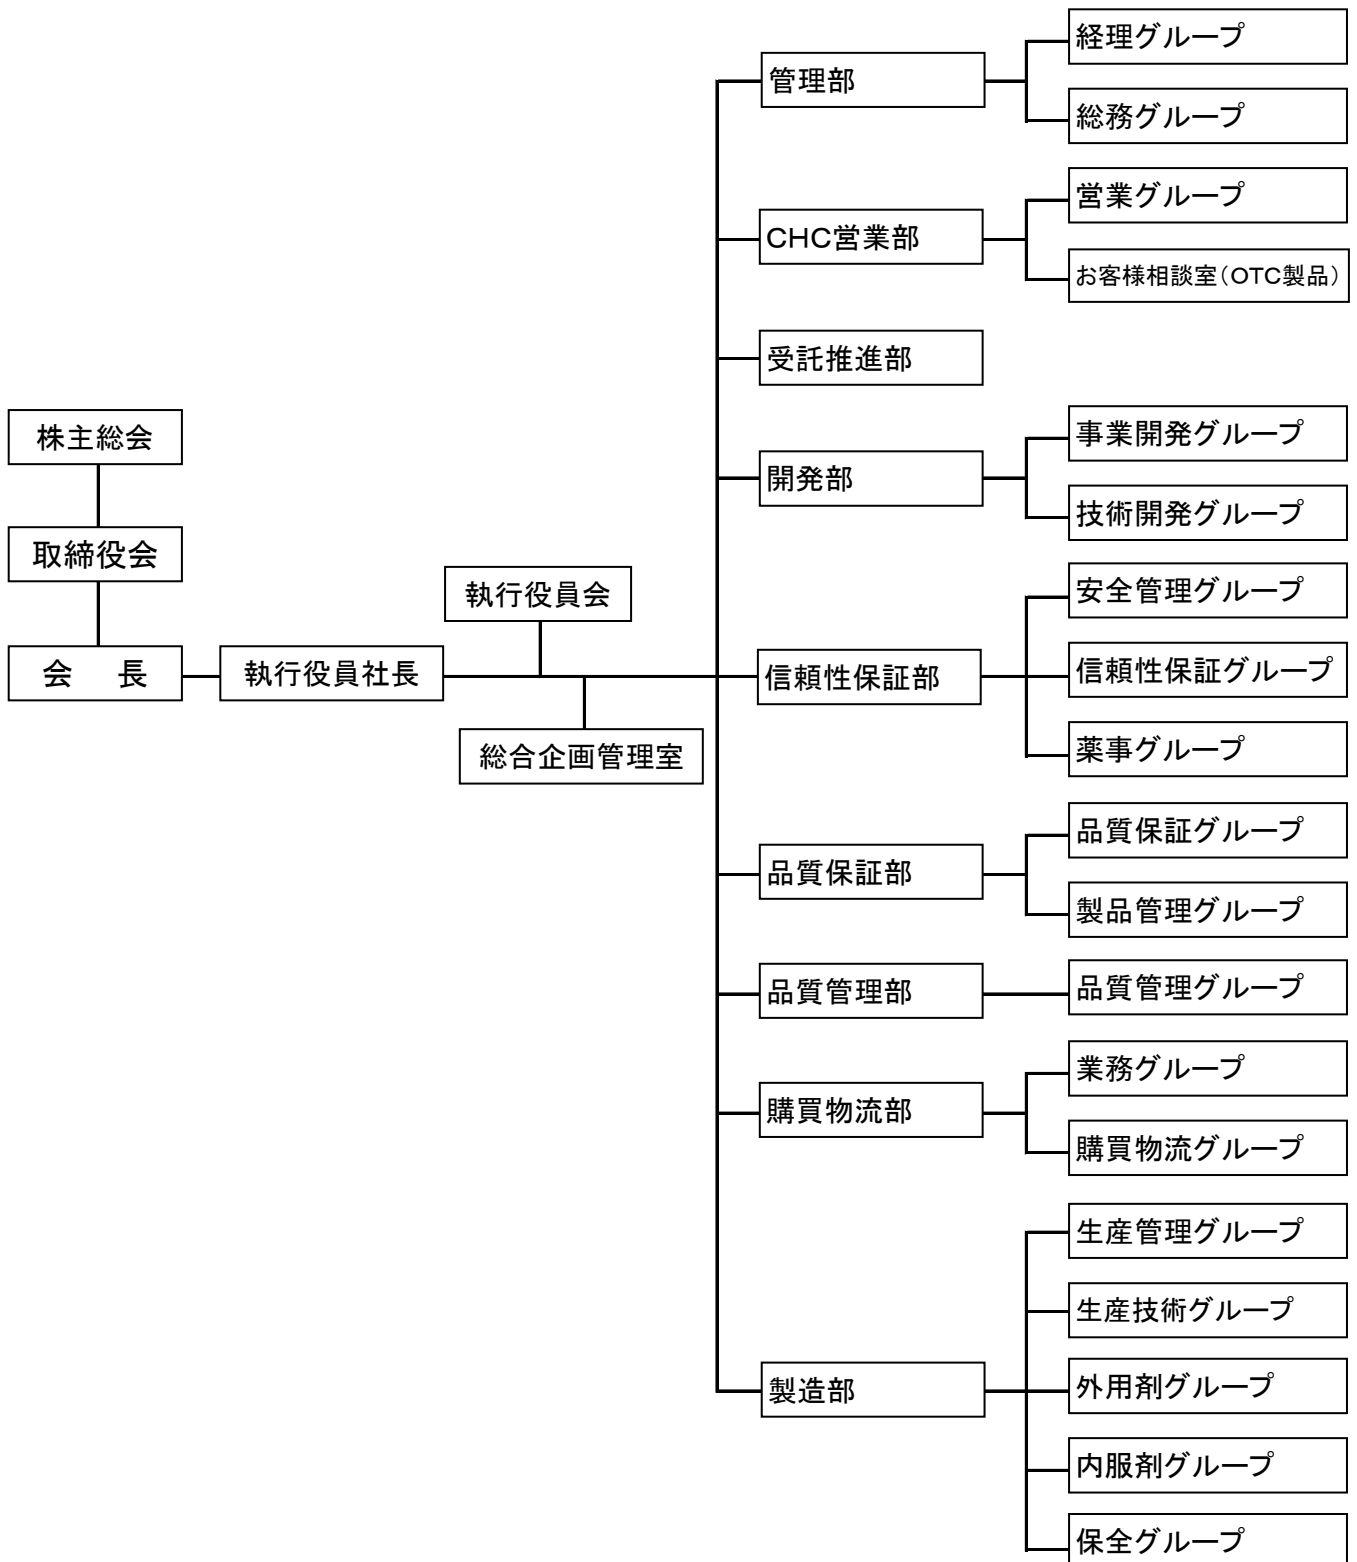 株主総会
取締役会
会　長
執行役員社長
執行役員会
総合企画管理室
管理部
経理グループ
総務グループ
CHC営業部
営業グループ
お客様相談室（OTC製品）
受託推進部
開発部
事業開発グループ
技術開発グループ
信頼性保証部
安全管理グループ
信頼性保証グループ
薬事グループ
品質保証部
品質保証グループ
製品管理グループ
品質管理部
品質管理グループ
購買物流部
業務グループ
購買物流グループ
製造部
生産管理グループ
生産技術グループ
外用剤グループ
内服剤グループ
保全グループ